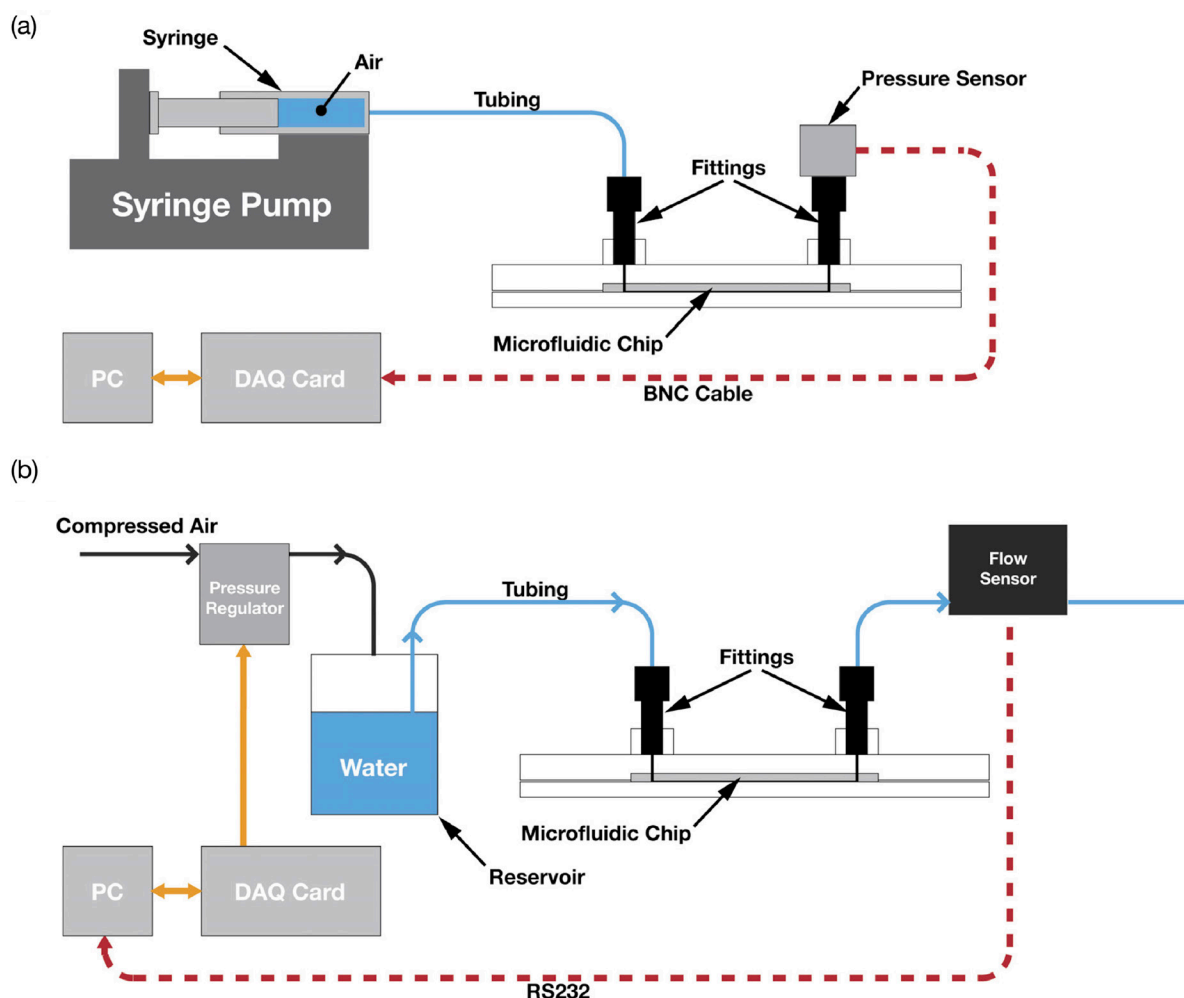 (a)
Syringe
Air
Tubing
Pressure Sensor
Fittings
Syringe Pump
Microfluidic Chip
PC
DAQ Card
BNC Cable
(b)
Compressed Air
Flow
Sensor
Pressure
Regulator
Tubing
Fittings
Water
Microfluidic Chip
Reservoir
PC
DAQ Card
RS232